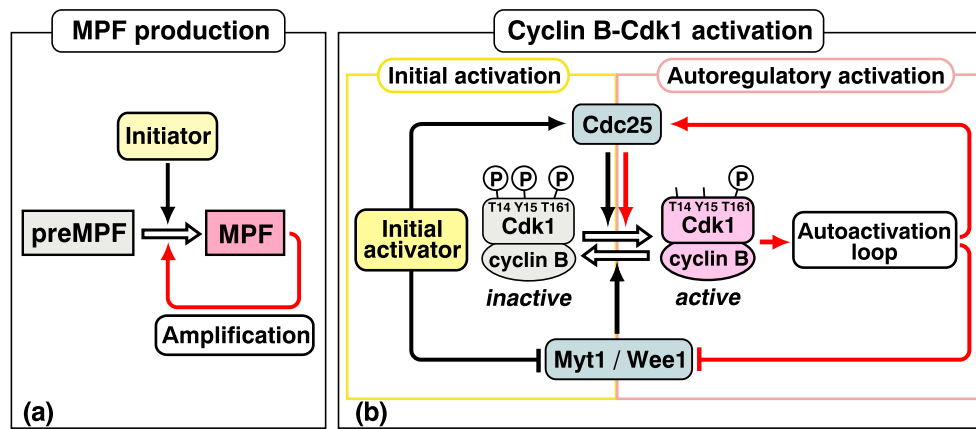 MPF production
Initiator
preMPF
MPF
Amplification
(a)
Cyclin B-Cdk1 activation
Initial activation
Autoregulatory activation
Cdc25
P P P
T14 Y15 T161
Cdk1
cyclin B
inactive
P
T14 Y15 T161
Cdk1
cyclin B
active
Initial
activator
Autoactivation
loop
Myt1 / Wee1
(b)